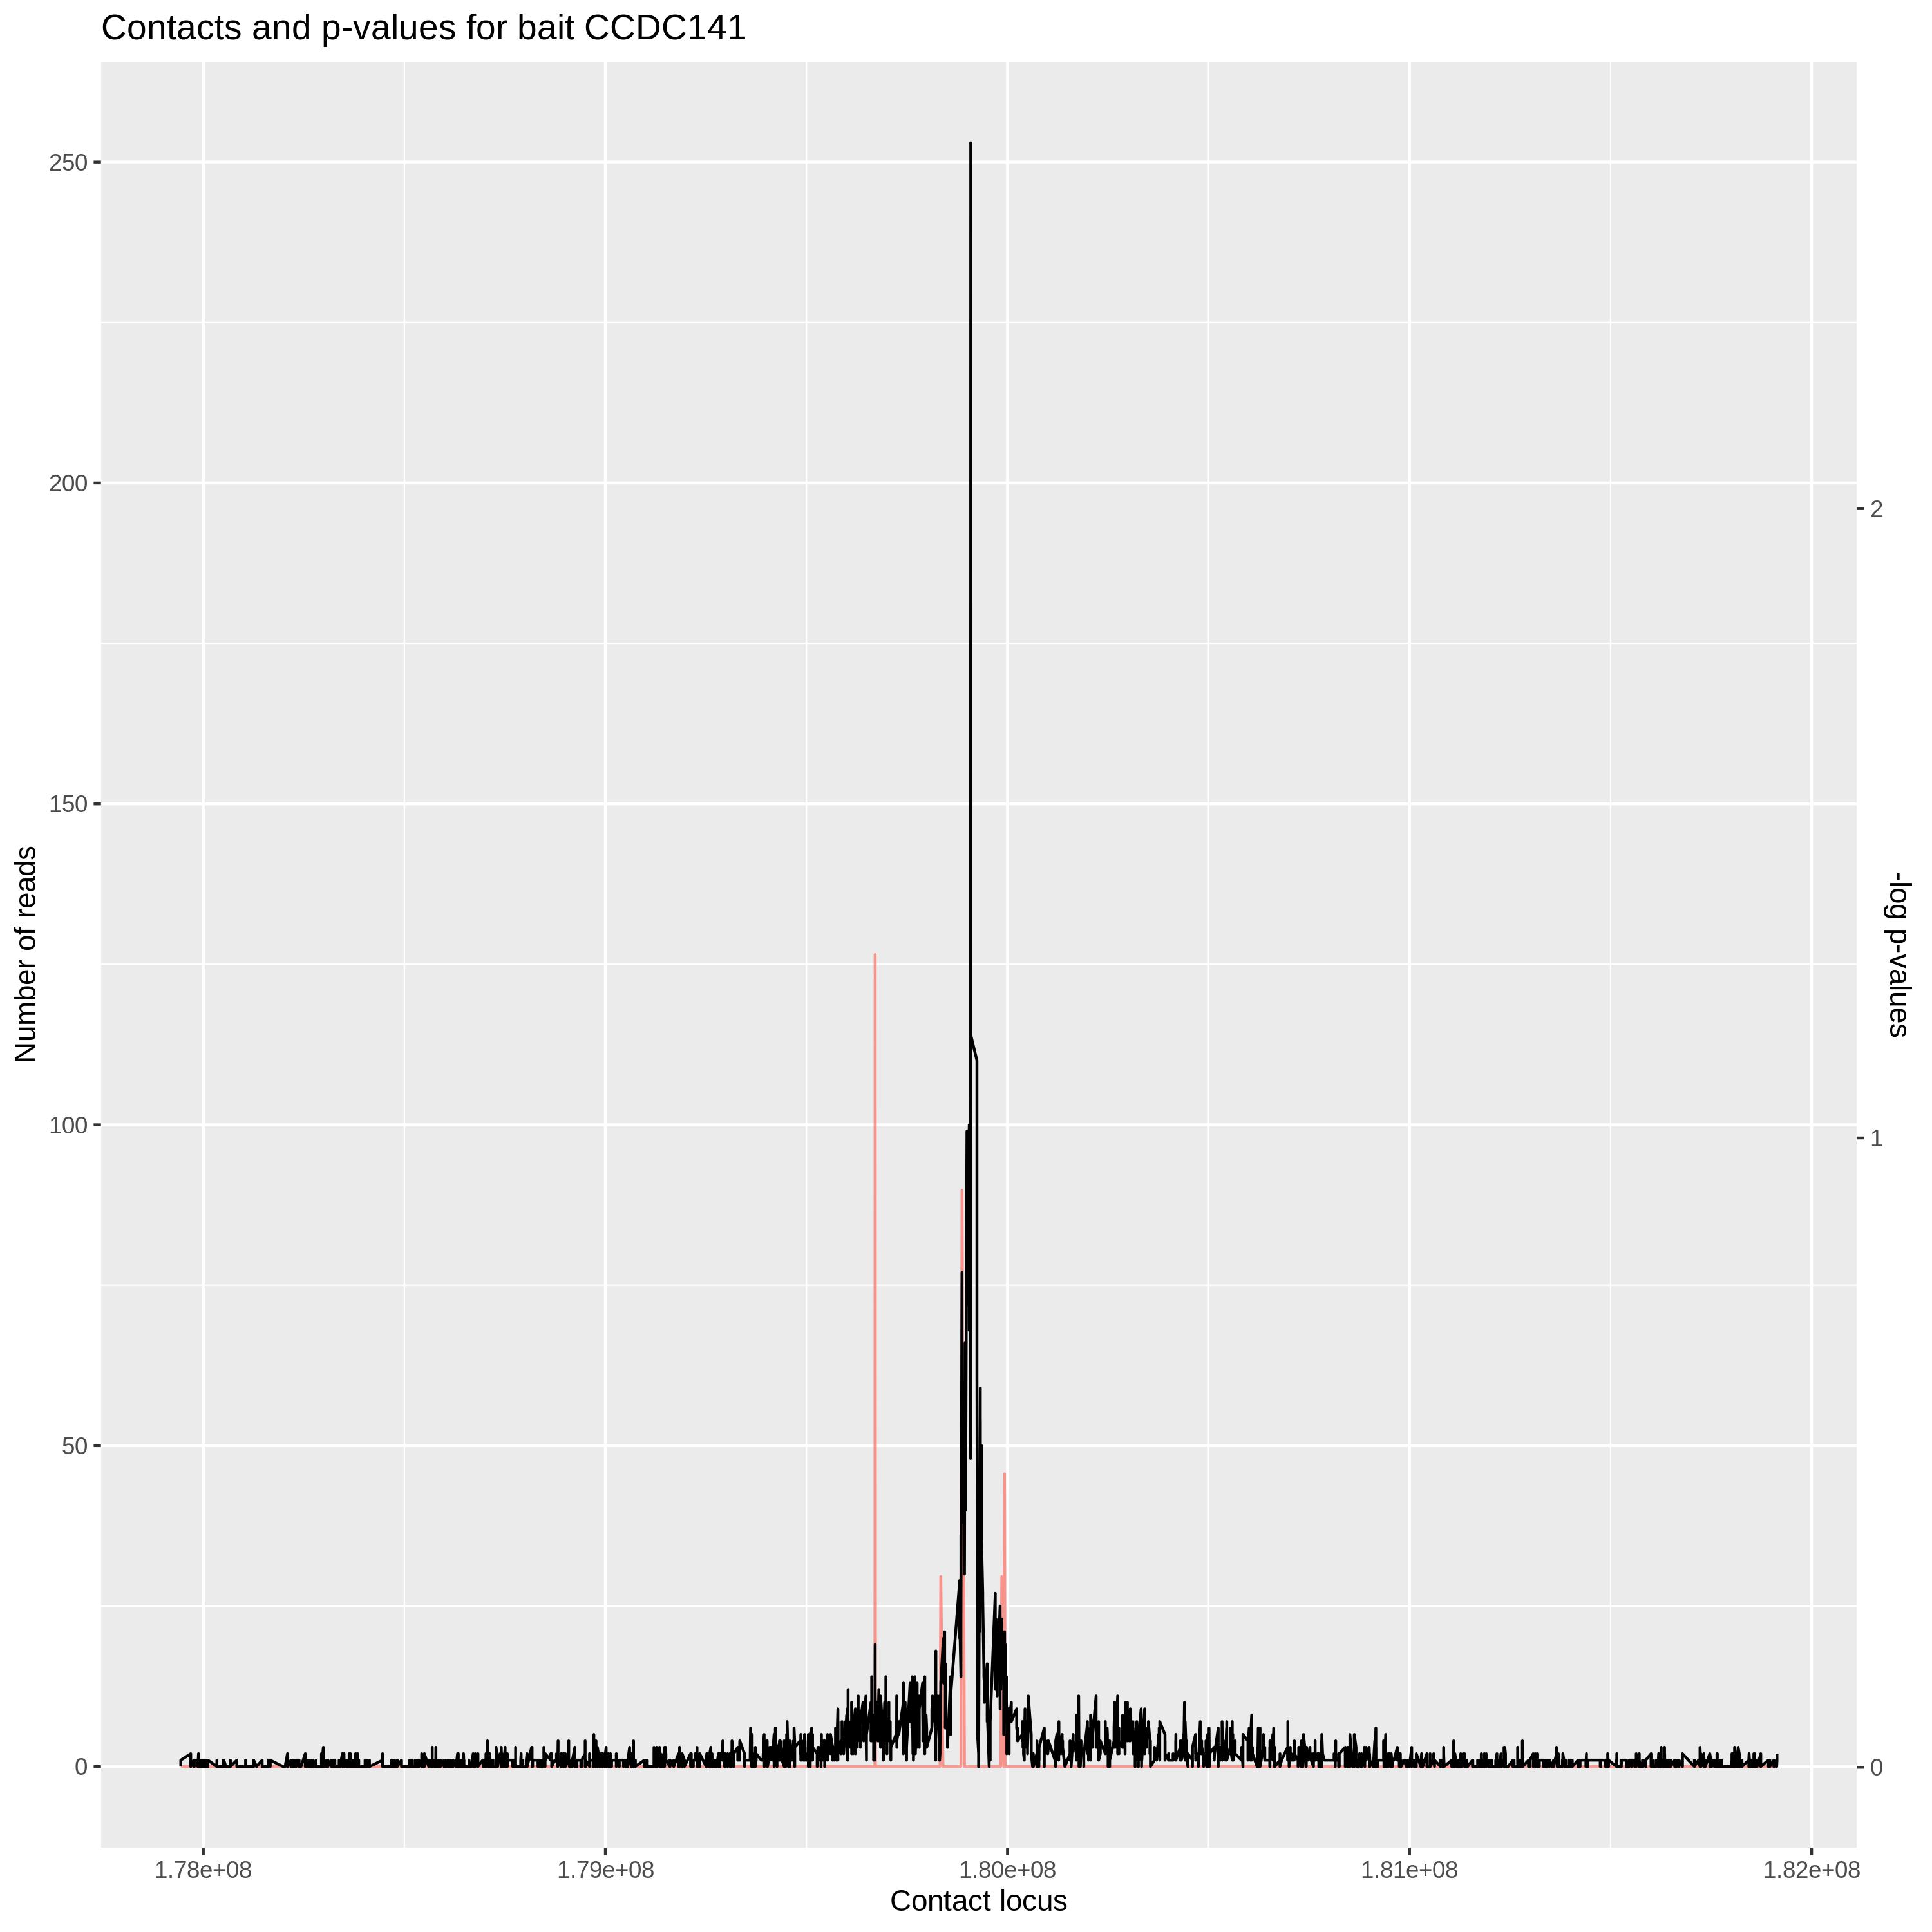 Contacts and p-values for bait CCDC141
250
200
150
100
50
0
Number of reads
2
1
0
-log p-values
1.78e+08
1.79e+08
1.80e+08
1.81e+08
1.82e+08
Contact locus